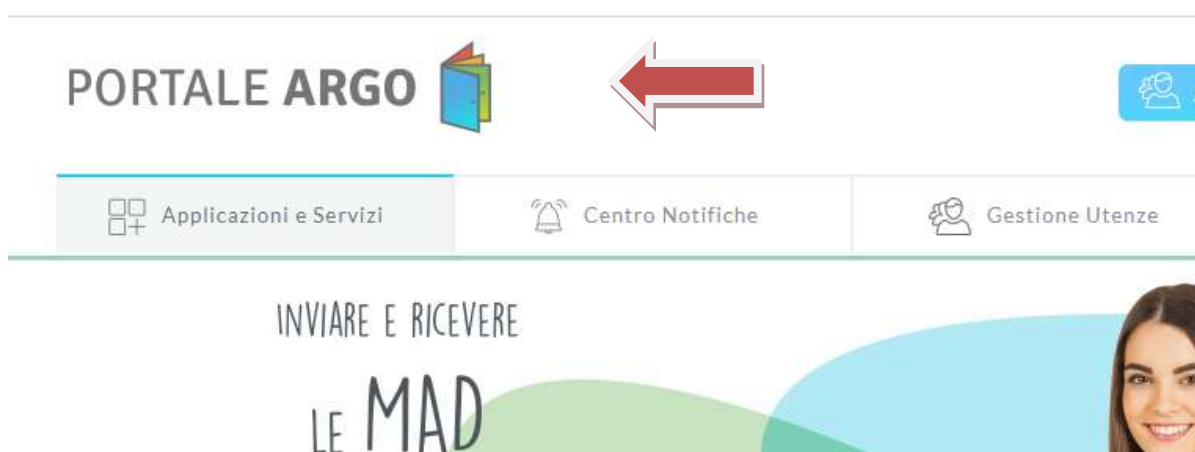 PORTALE ARGO
Applicazioni e Servizi
Centro Notifiche
Gestione Utenze
INVIARE E RICEVERE
LE MAD